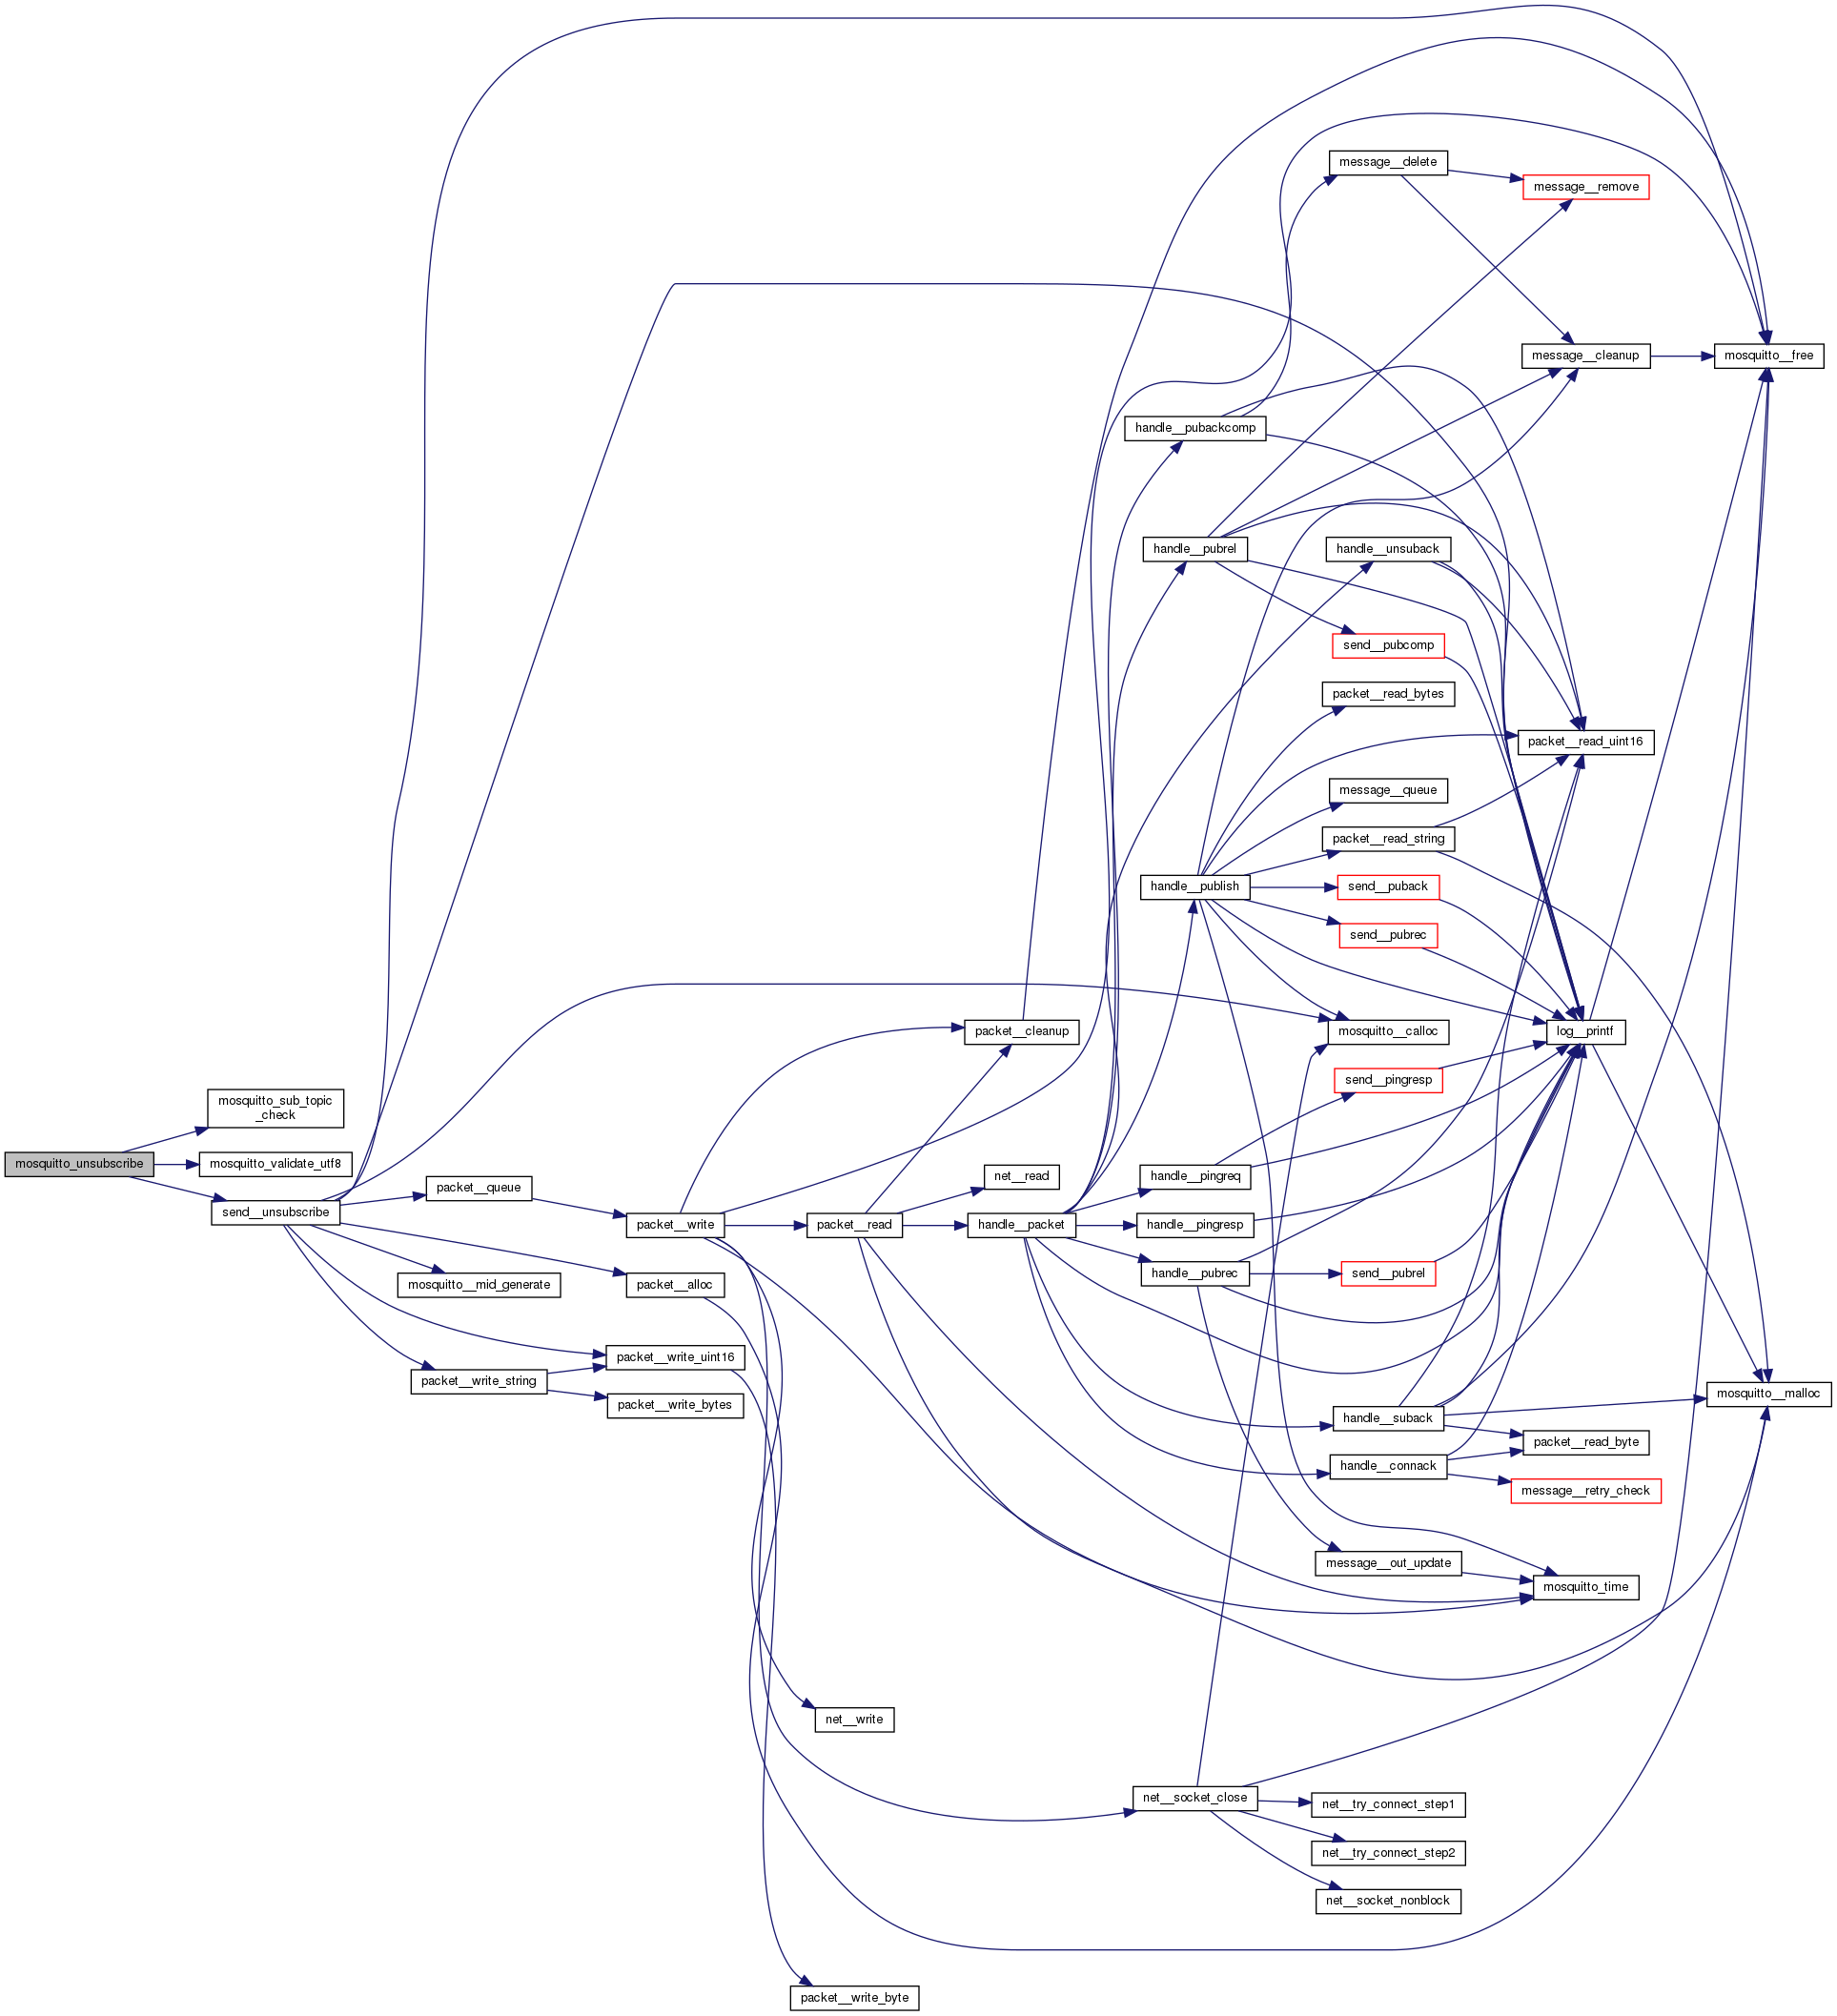 mosquitto_unsubscribe
mosquitto_sub_topic
_check
mosquitto_validate_utf8
send__unsubscribe
packet__queue
mosquitto__mid_generate
packet__write_string
packet__write
packet__alloc
packet__write_uint16
packet__write_bytes
packet__read
net__write
packet__write_byte
packet__cleanup
net__read
handle__packet
handle__pubackcomp
handle__pubrel
handle__publish
handle__pingreq
handle__pingresp
handle__pubrec
net__socket_close
message__delete
handle__unsuback
send__pubcomp
packet__read_bytes
message__queue
packet__read_string
send__puback
send__pubrec
mosquitto__calloc
send__pingresp
send__pubrel
handle__suback
handle__connack
message__out_update
net__try_connect_step1
net__try_connect_step2
net__socket_nonblock
message__remove
message__cleanup
packet__read_uint16
log__printf
packet__read_byte
message__retry_check
mosquitto_time
mosquitto__free
mosquitto__malloc